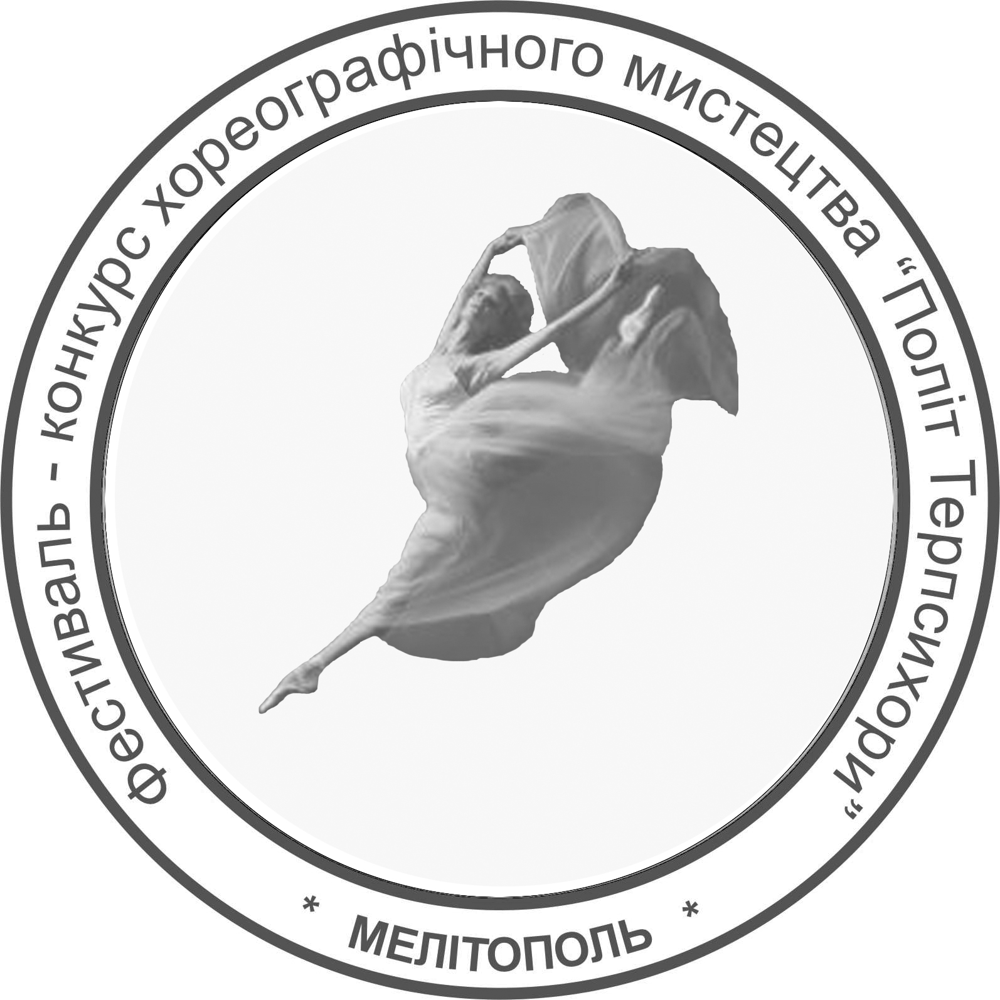 Фестиваль - конкурс хореографічного мистецтва “Політ Терпсихори”
* МЕЛІТОПОЛЬ *